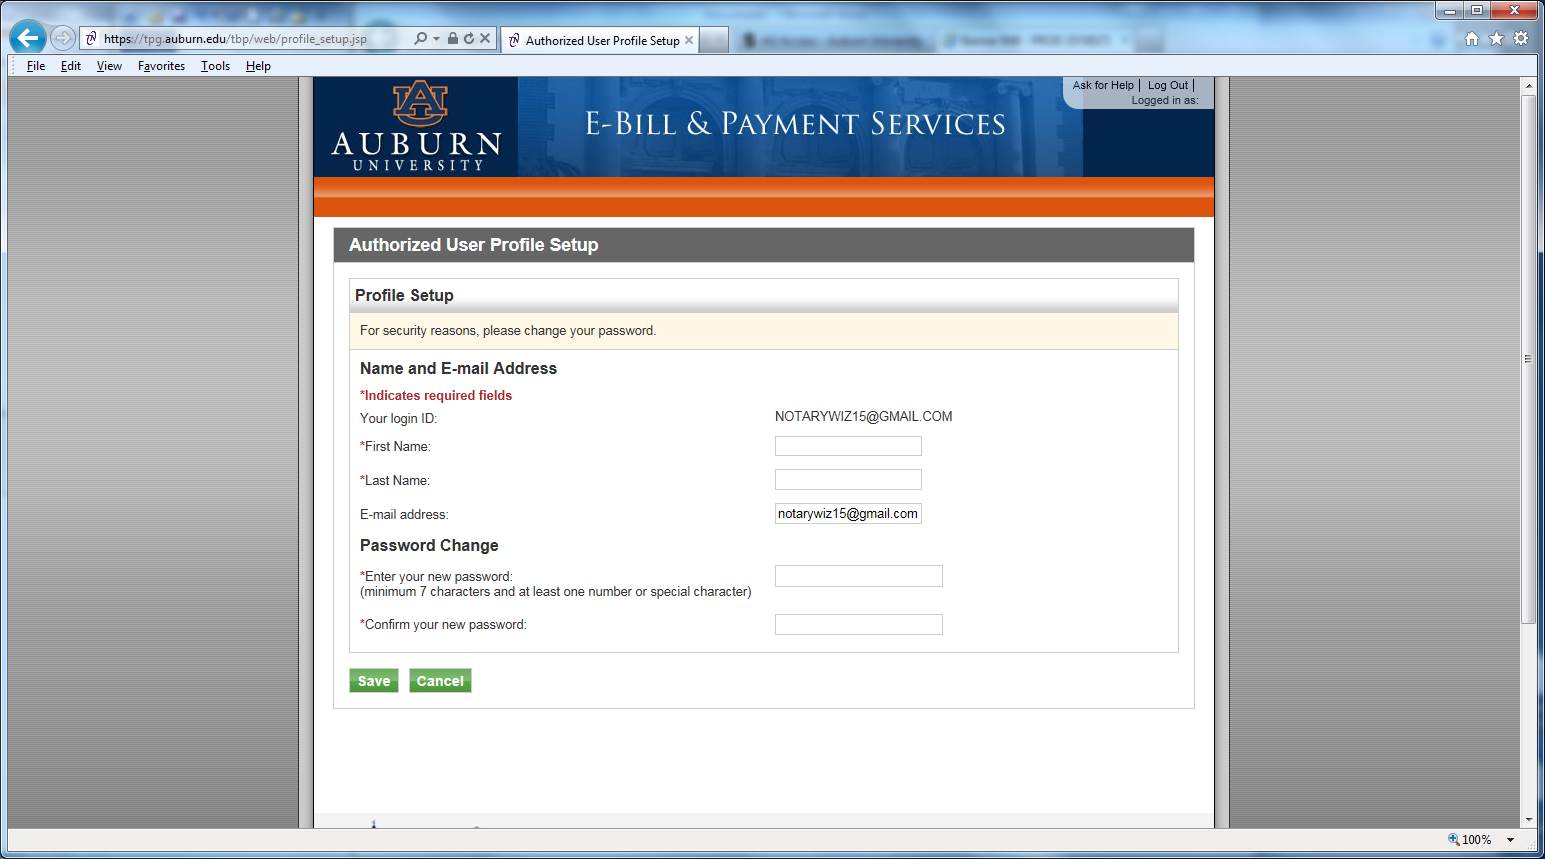 https://tpg.auburn.edu/tbp/web/profile_setup.jsp
Authorized User Profile Setup
File Edit View Favorites Tools Help
AUBURN
UNIVERSITY
E-BILL & PAYMENT SERVICES
Ask for Help | Log Out |
Logged in as:
Authorized User Profile Setup
Profile Setup
For security reasons, please change your password.
Name and E-mail Address
*Indicates required fields
Your login ID: NOTARYWIZ15@GMAIL.COM
*First Name:
*Last Name:
E-mail address: notarywiz15@gmail.com
Password Change
*Enter your new password:
(minimum 7 characters and at least one number or special character)
*Confirm your new password:
Save Cancel
100%